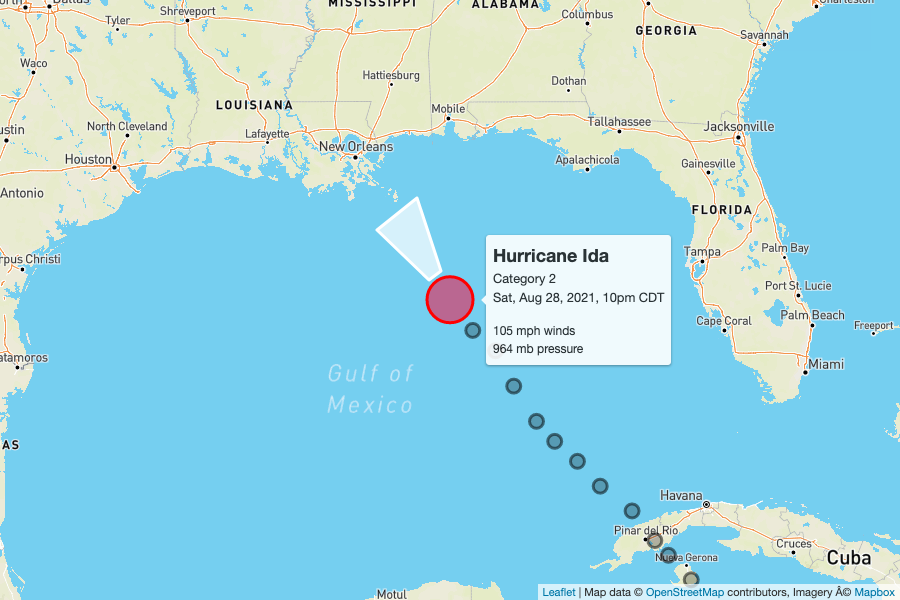 Dallas
MISSISSIPPI
ALABAMA
Charleston
Tyler
Shreveport
Columbus
GEORGIA
Savannah
Waco
Hattiesburg
Dothan
LOUISIANA
Mobile
Tallahassee
Jacksonville
ustin
North Cleveland
Lafayette
New Orleans
Houston
Apalachicola
Gainesville
Antonio
FLORIDA
rpus Christi
Tampa
Palm Bay
Hurricane Ida
Category 2
Sat, Aug 28, 2021, 10pm CDT
105 mph winds
964 mb pressure
Port St. Lucie
Cape Coral
Palm Beach
Freeport
atamoros
Miami
Gulf of
Mexico
AS
Havana
Pinar del Rio
Cruces
Nueva Gerona
Cuba
Motul
Leaflet | Map data © OpenStreetMap contributors, Imagery Â© Mapbox